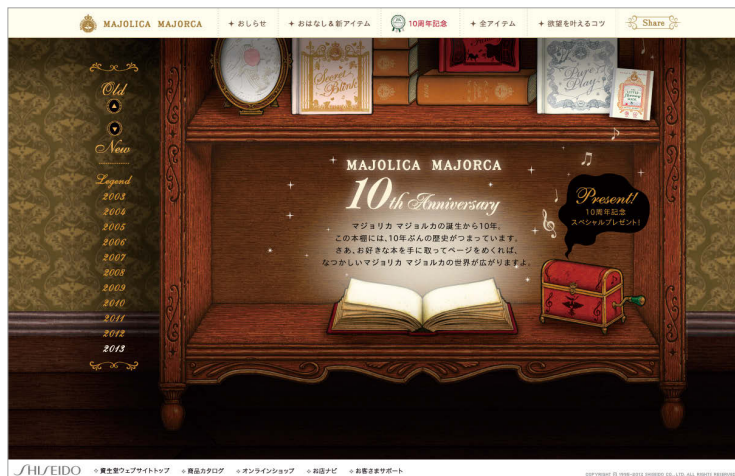 MAJOLICA MAJORCA
おしらせ
おはなし＆新アイテム
10周年記念
全アイテム
欲望を叶えるコツ
Share
Old
New
Legend
2003
2004
2005
2006
2007
2008
2009
2010
2011
2012
2013
Secret Blink
Pure Play
MAJOLICA MAJORCA
10th Anniversary
マジョリカ マジョルカの誕生から10年。
この本棚には、10年ぶんの歴史がつまっています。
さあ、お好きな本を手に取ってページをめくれば、
なつかしいマジョリカ マジョルカの世界が広がりますよ。
Present!
10周年記念
スペシャルプレゼント!
SHISEIDO
資生堂ウェブサイトトップ
商品カタログ
オンラインショップ
お店ナビ
お客さまサポート
COPYRIGHT © 1998-2013 SHISEIDO CO., LTD. ALL RIGHTS RESERVED.